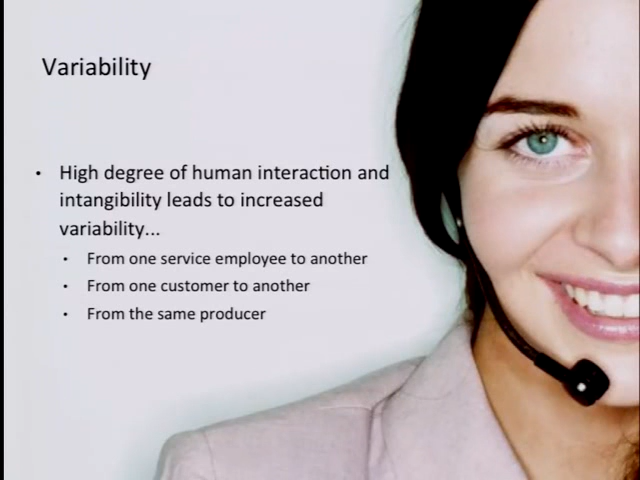 Variability
• High degree of human interaction and
intangibility leads to increased
variability...
• From one service employee to another
• From one customer to another
• From the same producer